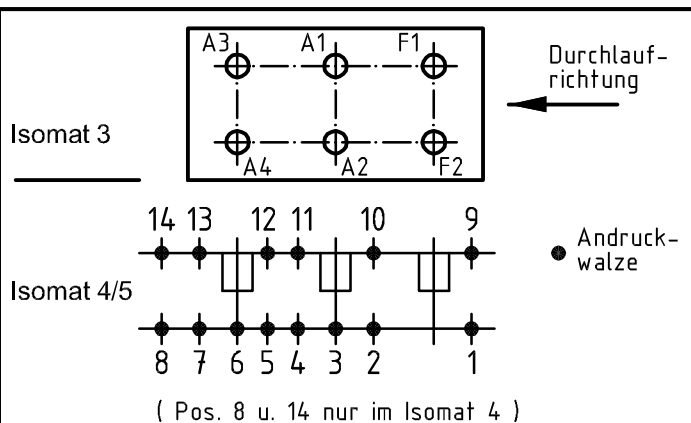 A3 A1 F1
Durchlauf-
richtung
Isomat 3
A4 A2 F2
14 13 12 11 10 9
Andruck-
walze
Isomat 4/5
8 7 6 5 4 3 2 1
( Pos. 8 u. 14 nur im Isomat 4 )